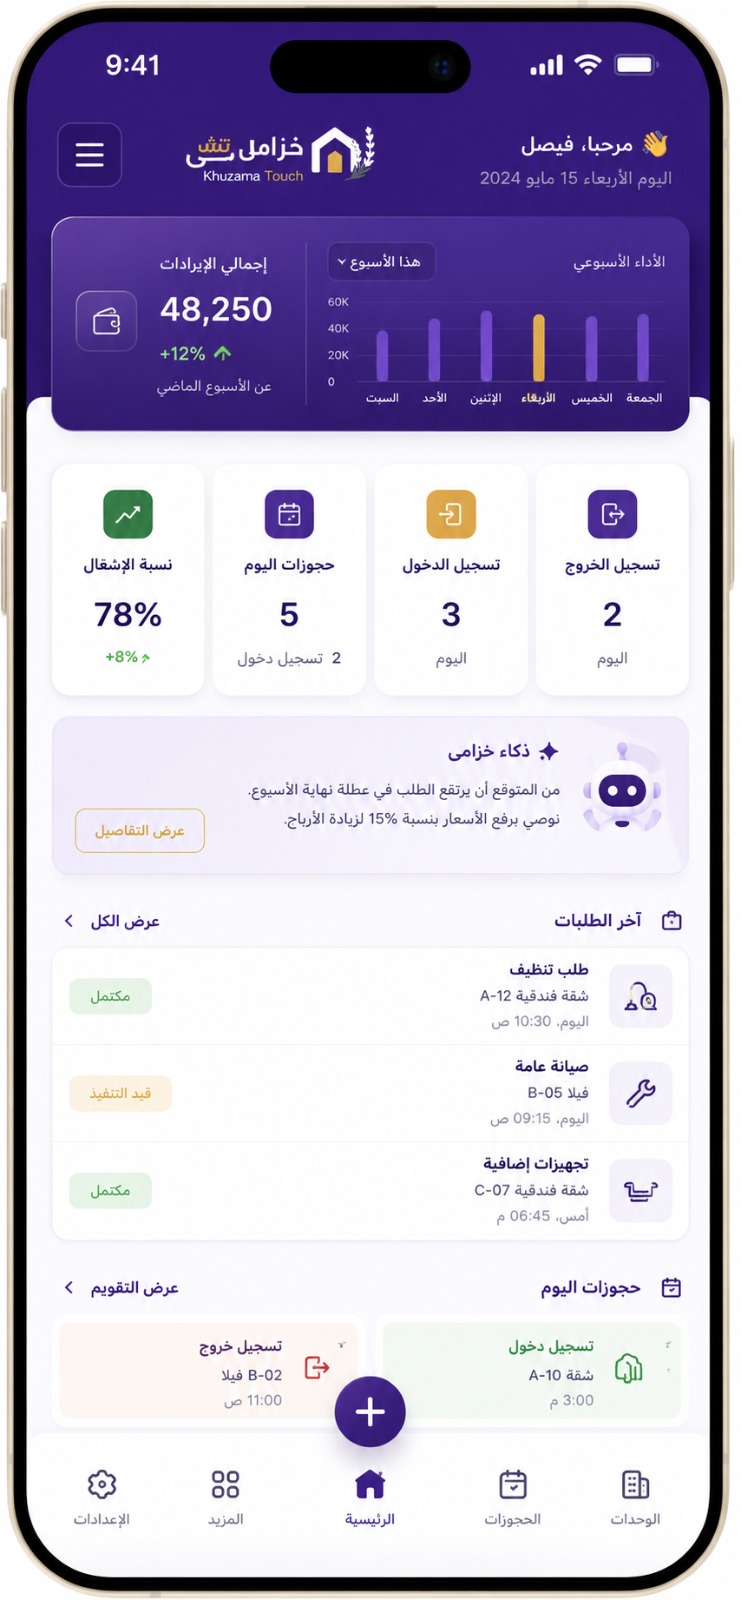 9:41
مرحبا، فيصل
اليوم الأربعاء 15 مايو 2024
خزامى تتشى
Khuzama Touch
الأداء الأسبوعي
هذا الأسبوع
60K
40K
20K
0
الجمعة
الخميس
الأربعاء
الإثنين
الأحد
السبت
إجمالي الإيرادات
48,250
+12%
عن الأسبوع الماضي
تسجيل الخروج
2
اليوم
تسجيل الدخول
3
اليوم
حجوزات اليوم
5
2 تسجيل دخول
نسبة الإشغال
78%
+8%
ذكاء خزامى
من المتوقع أن يرتفع الطلب في عطلة نهاية الأسبوع.
نوصي برفع الأسعار بنسبة 15% لزيادة الأرباح.
عرض التفاصيل
آخر الطلبات
عرض الكل
طلب تنظيف
شقة فندقية A-12
اليوم، 10:30 ص
مكتمل
صيانة عامة
فيلا B-05
اليوم، 09:15 ص
قيد التنفيذ
تجهيزات إضافية
شقة فندقية C-07
أمس، 06:45 م
مكتمل
حجوزات اليوم
عرض التقويم
تسجيل دخول
شقة A-10
3:00 م
تسجيل خروج
B-02 فيلا
11:00 ص
الوحدات
الحجوزات
الرئيسية
المزيد
الإعدادات